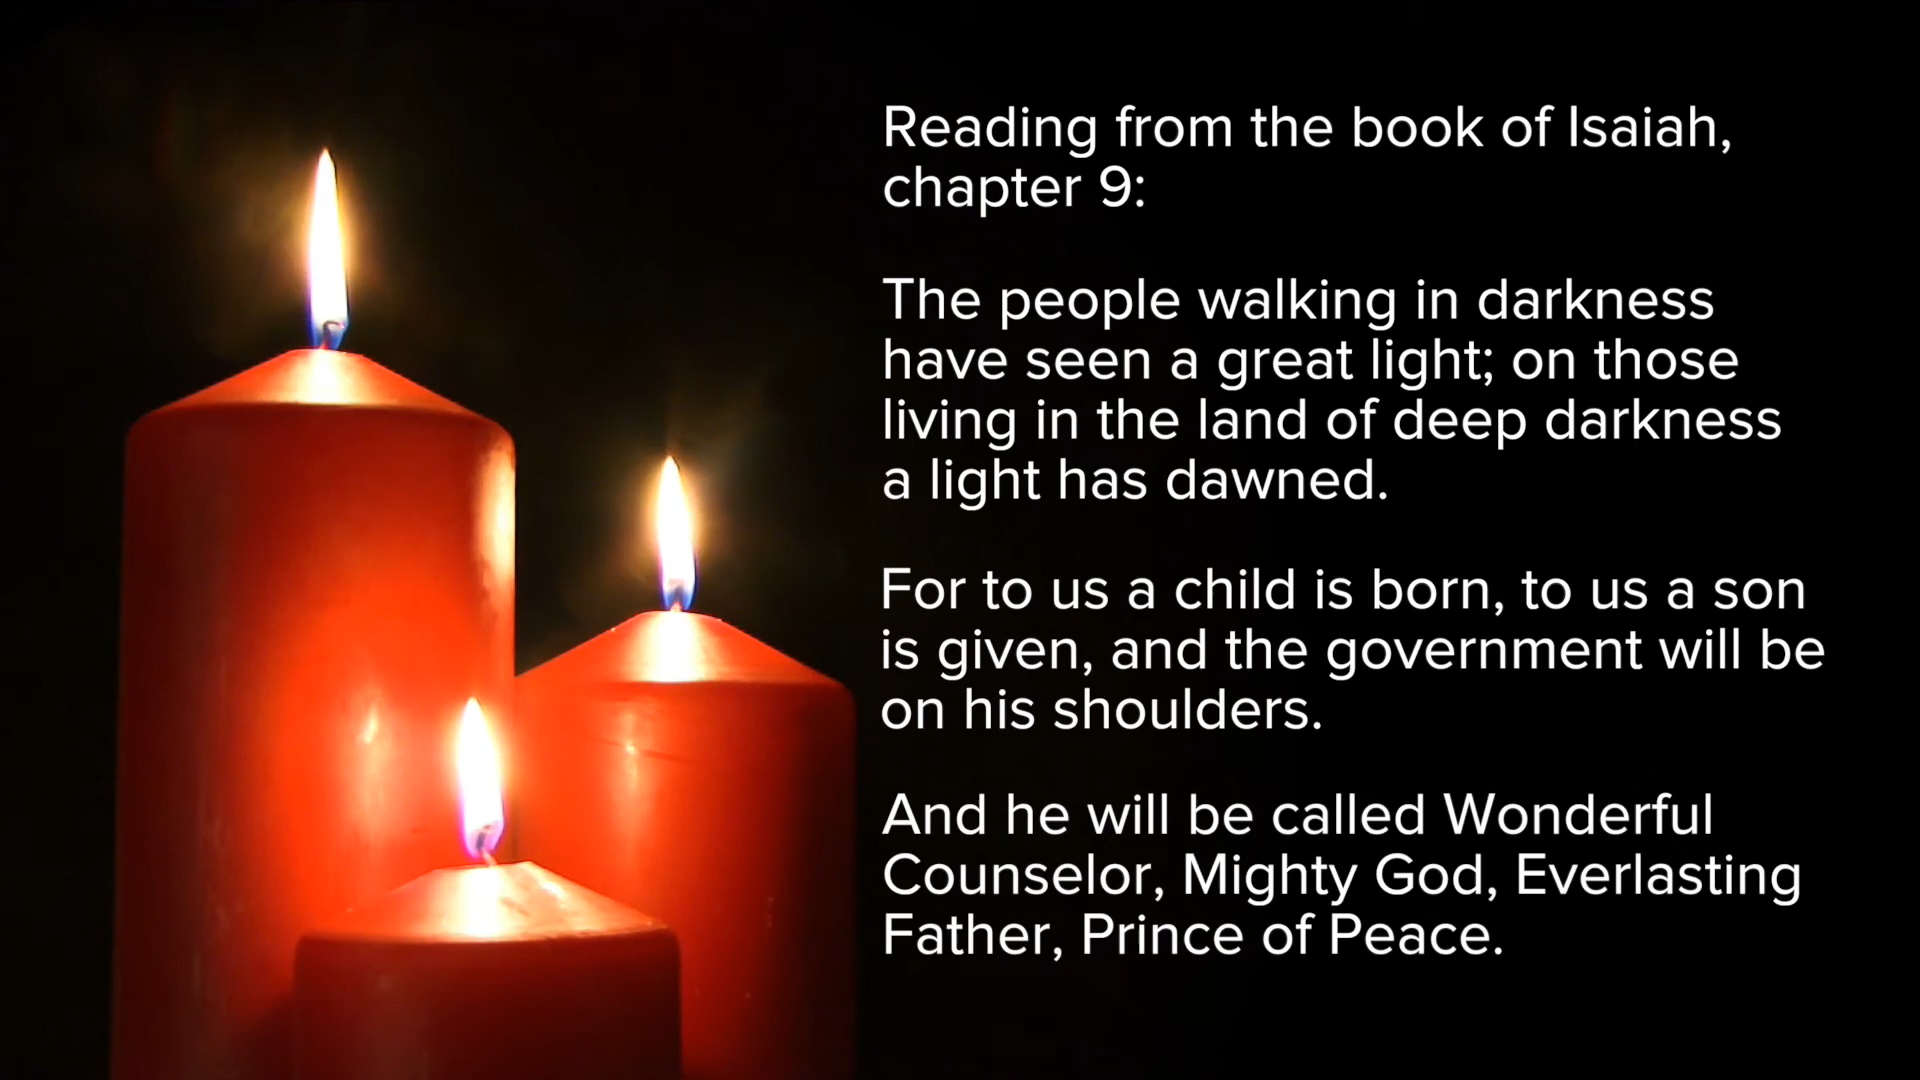 Reading from the book of Isaiah,
chapter 9:
The people walking in darkness
have seen a great light; on those
living in the land of deep darkness
a light has dawned.
For to us a child is born, to us a son
is given, and the government will be
on his shoulders.
And he will be called Wonderful
Counselor, Mighty God, Everlasting
Father, Prince of Peace.